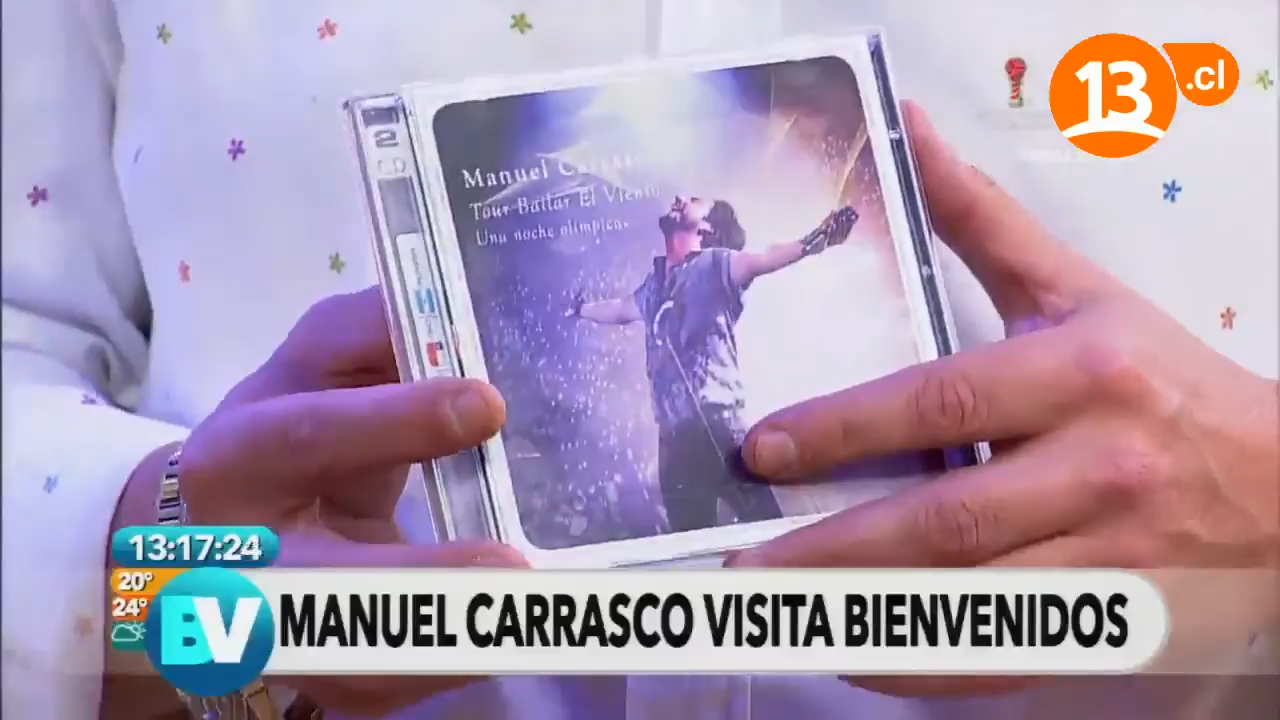 13 .cl
2
CD
Manuel Carrasco
Tour Bailar El Viento
Una noche olímpica
13:17:24
20°
24°
BV MANUEL CARRASCO VISITA BIENVENIDOS